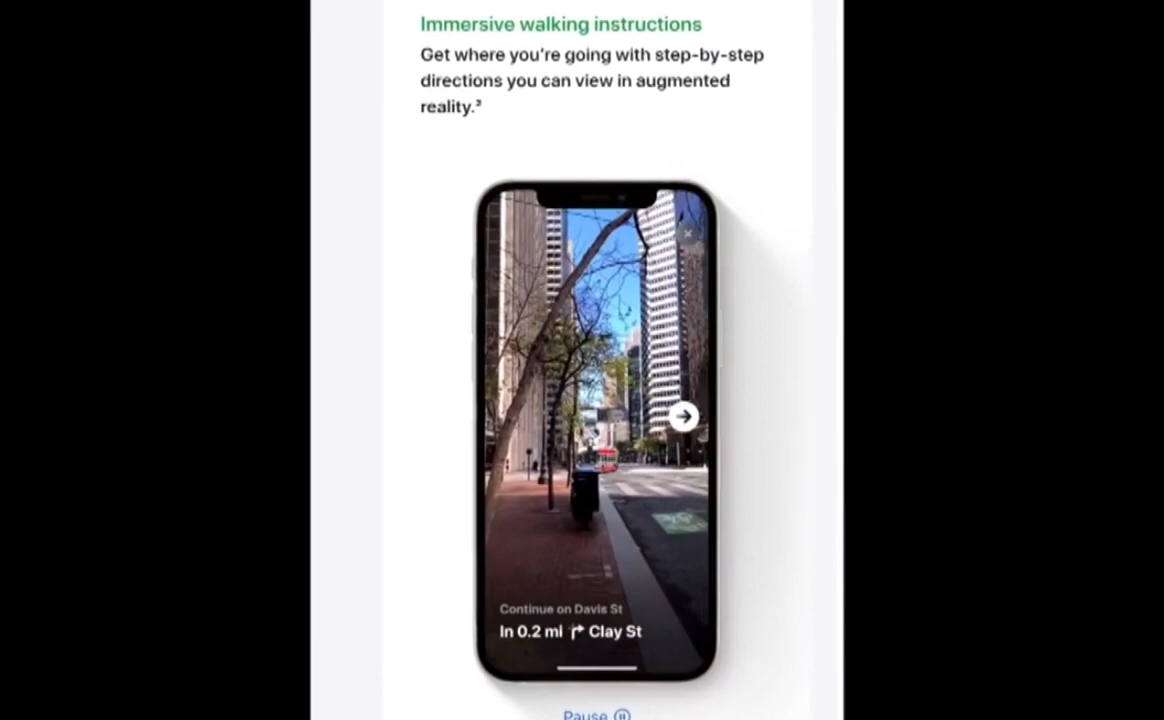 Immersive walking instructions
Get where you're going with step-by-step
directions you can view in augmented
reality.²
Continue on Davis St
In 0.2 mi Clay St
Pause